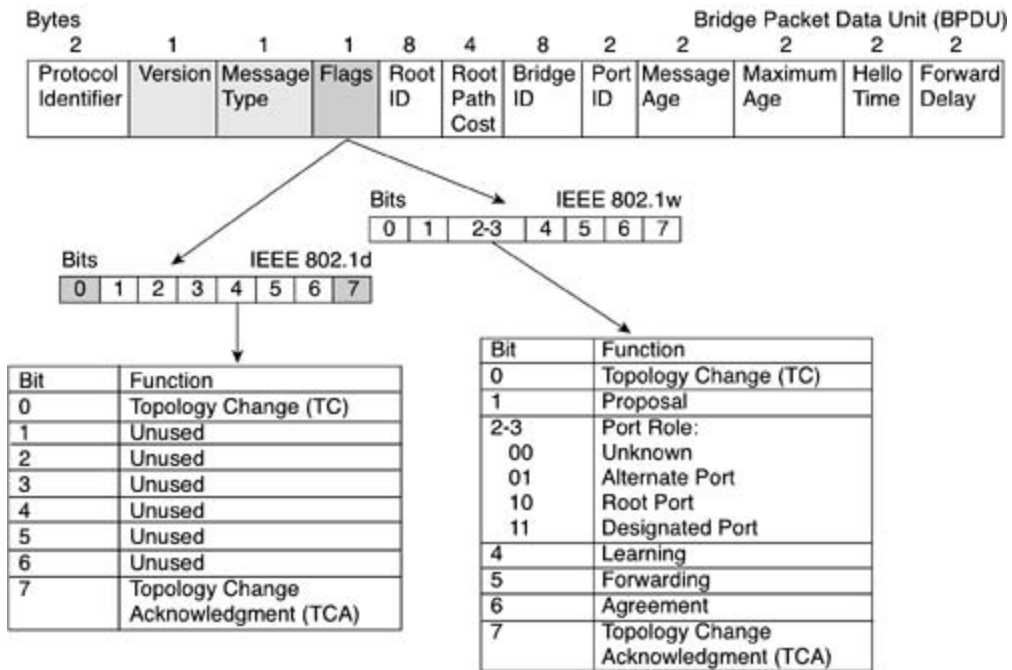 Bytes Bridge Packet Data Unit (BPDU)
2 1 1 1 8 4 8 2 2 2 2 2
Protocol Identifier Version Message Type Flags Root ID Root Path Cost Bridge ID Port ID Message Age Maximum Age Hello Time Forward Delay
Bits IEEE 802.1w
0 1 2-3 4 5 6 7
Bits IEEE 802.1d
0 1 2 3 4 5 6 7
Bit Function
0 Topology Change (TC)
1 Unused
2 Unused
3 Unused
4 Unused
5 Unused
6 Unused
7 Topology Change
Acknowledgment (TCA)
Bit Function
0 Topology Change (TC)
1 Proposal
2-3 Port Role:
00 Unknown
01 Alternate Port
10 Root Port
11 Designated Port
4 Learning
5 Forwarding
6 Agreement
7 Topology Change
Acknowledgment (TCA)